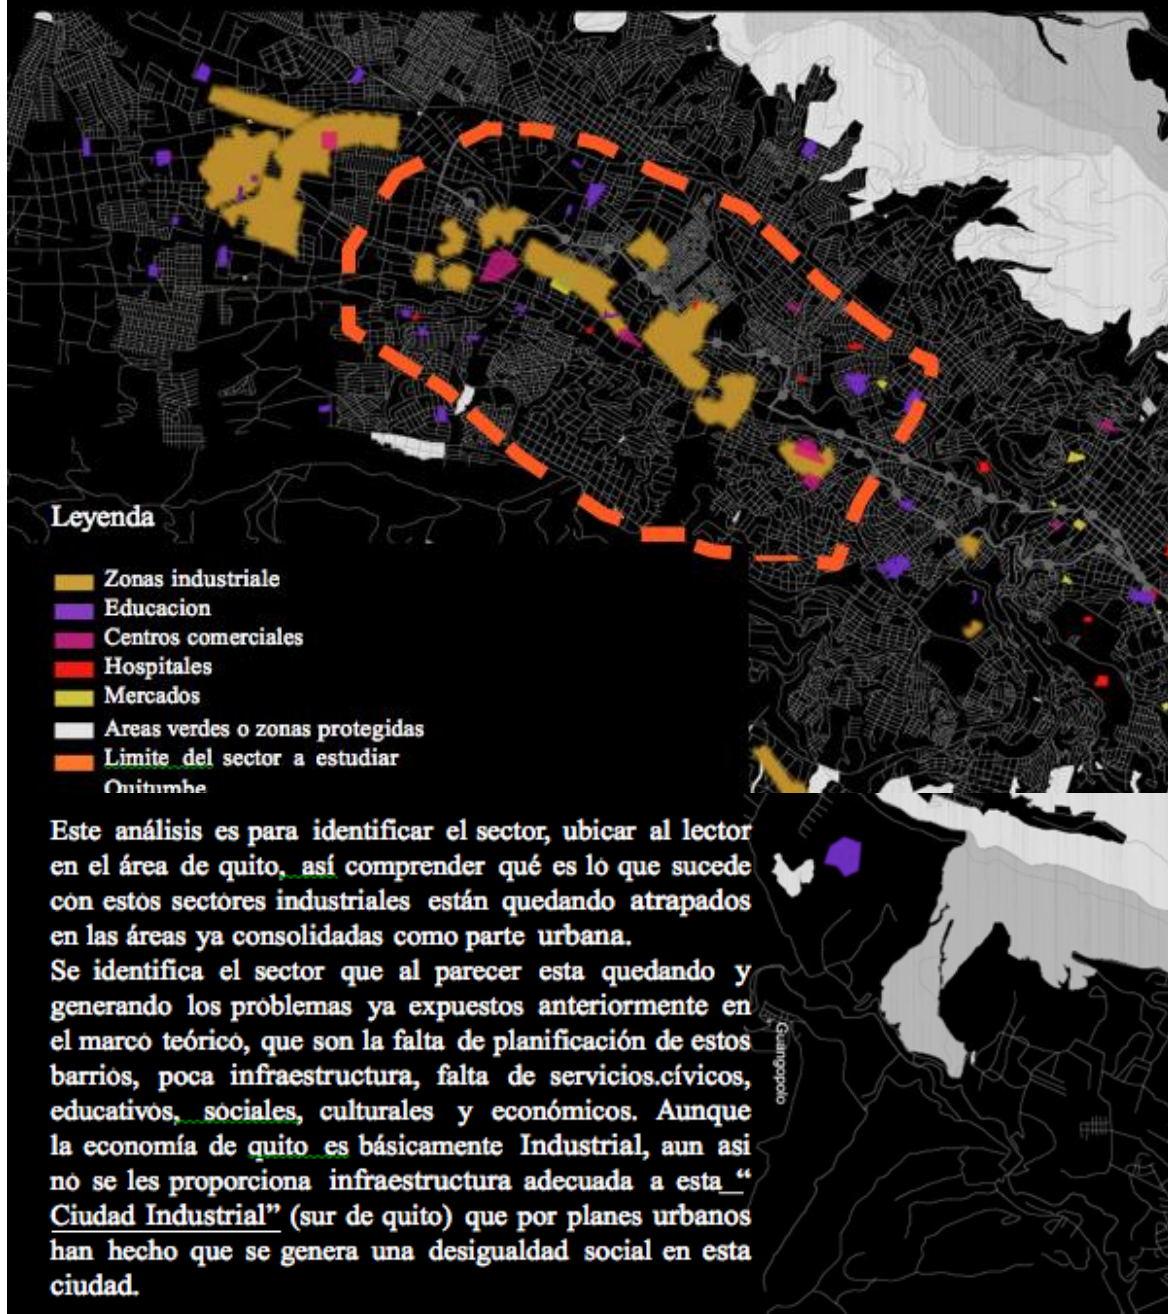 Leyenda
Zonas industriale
Educacion
Centros comerciales
Hospitales
Mercados
Areas verdes o zonas protegidas
Limite del sector a estudiar
Quitumbe
Este análisis es para identificar el sector, ubicar al lector
en el área de quito, así comprender qué es lo que sucede
con estos sectores industriales están quedando atrapados
en las áreas ya consolidadas como parte urbana.
Se identifica el sector que al parecer esta quedando y
generando los problemas ya expuestos anteriormente en
el marco teórico, que son la falta de planificación de estos
barrios, poca infraestructura, falta de servicios.cívicos,
educativos, sociales, culturales y económicos. Aunque
la economía de quito es básicamente Industrial, aun asi
no se les proporciona infraestructura adecuada a esta “
Ciudad Industrial” (sur de quito) que por planes urbanos
han hecho que se genera una desigualdad social en esta
ciudad.
Guangopolo